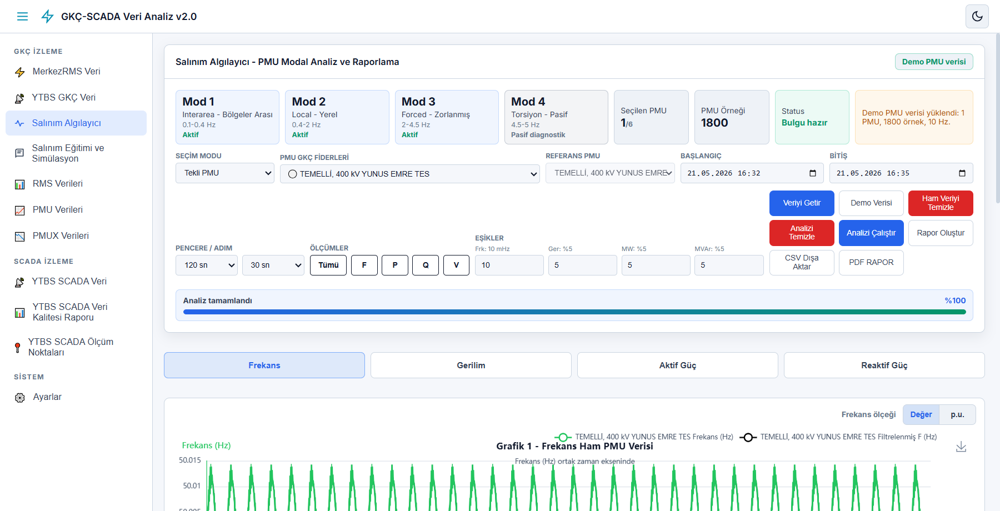 GKÇ-SCADA Veri Analiz v2.0
GKÇ İZLEME
MerkezRMS Veri
YTBS GKÇ Veri
Salınım Algılayıcı
Salınım Eğitimi ve
Simülasyon
RMS Verileri
PMU Verileri
PMUX Verileri
SCADA İZLEME
YTBS SCADA Veri
YTBS SCADA Veri
Kalitesi Raporu
YTBS SCADA Ölçüm
Noktaları
SİSTEM
Ayarlar
Salınım Algılayıcı - PMU Modal Analiz ve Raporlama
Demo PMU verisi
Mod 1
Interarea - Bölgeler Arası
0.1-0.4 Hz
Aktif
Mod 2
Local - Yerel
0.4-2 Hz
Aktif
Mod 3
Forced - Zorlanmış
2-4.5 Hz
Aktif
Mod 4
Torsiyon - Pasif
4.5-5 Hz
Pasif diagnostik
Seçilen PMU
1/6
PMU Örneği
1800
Status
Bulgu hazır
Demo PMU verisi yüklendi: 1
PMU, 1800 örnek, 10 Hz.
SEÇİM MODU
Tekli PMU
PMU GKÇ FİDERLERİ
TEMELLİ, 400 kV YUNUS EMRE TES
REFERANS PMU
TEMELLİ, 400 kV YUNUS EMRE
BAŞLANGIÇ
21.05.2026 16:32
BİTİŞ
21.05.2026 16:35
Veriyi Getir
Demo Verisi
Ham Veriyi
Temizle
Analizi
Temizle
Analizi Çalıştır
Rapor Oluştur
CSV Dışa
Aktar
PDF RAPOR
PENCERE / ADIM
120 sn
30 sn
ÖLÇÜMLER
Tümü
F
P
Q
V
EŞİKLER
Frk: 10 mHz
10
Ger: %5
5
MW: %5
5
MVAr: %5
5
Analiz tamamlandı
%100
Frekans
Gerilim
Aktif Güç
Reaktif Güç
Frekans ölçeği
Değer
p.u.
TEMELLİ, 400 kV YUNUS EMRE TES Frekans (Hz)
TEMELLİ, 400 kV YUNUS EMRE TES Filtrelenmiş F (Hz)
Frekans (Hz)
Grafik 1 - Frekans Ham PMU Verisi
Frekans (Hz) ortak zaman ekseninde
50.015
50.01
50.005